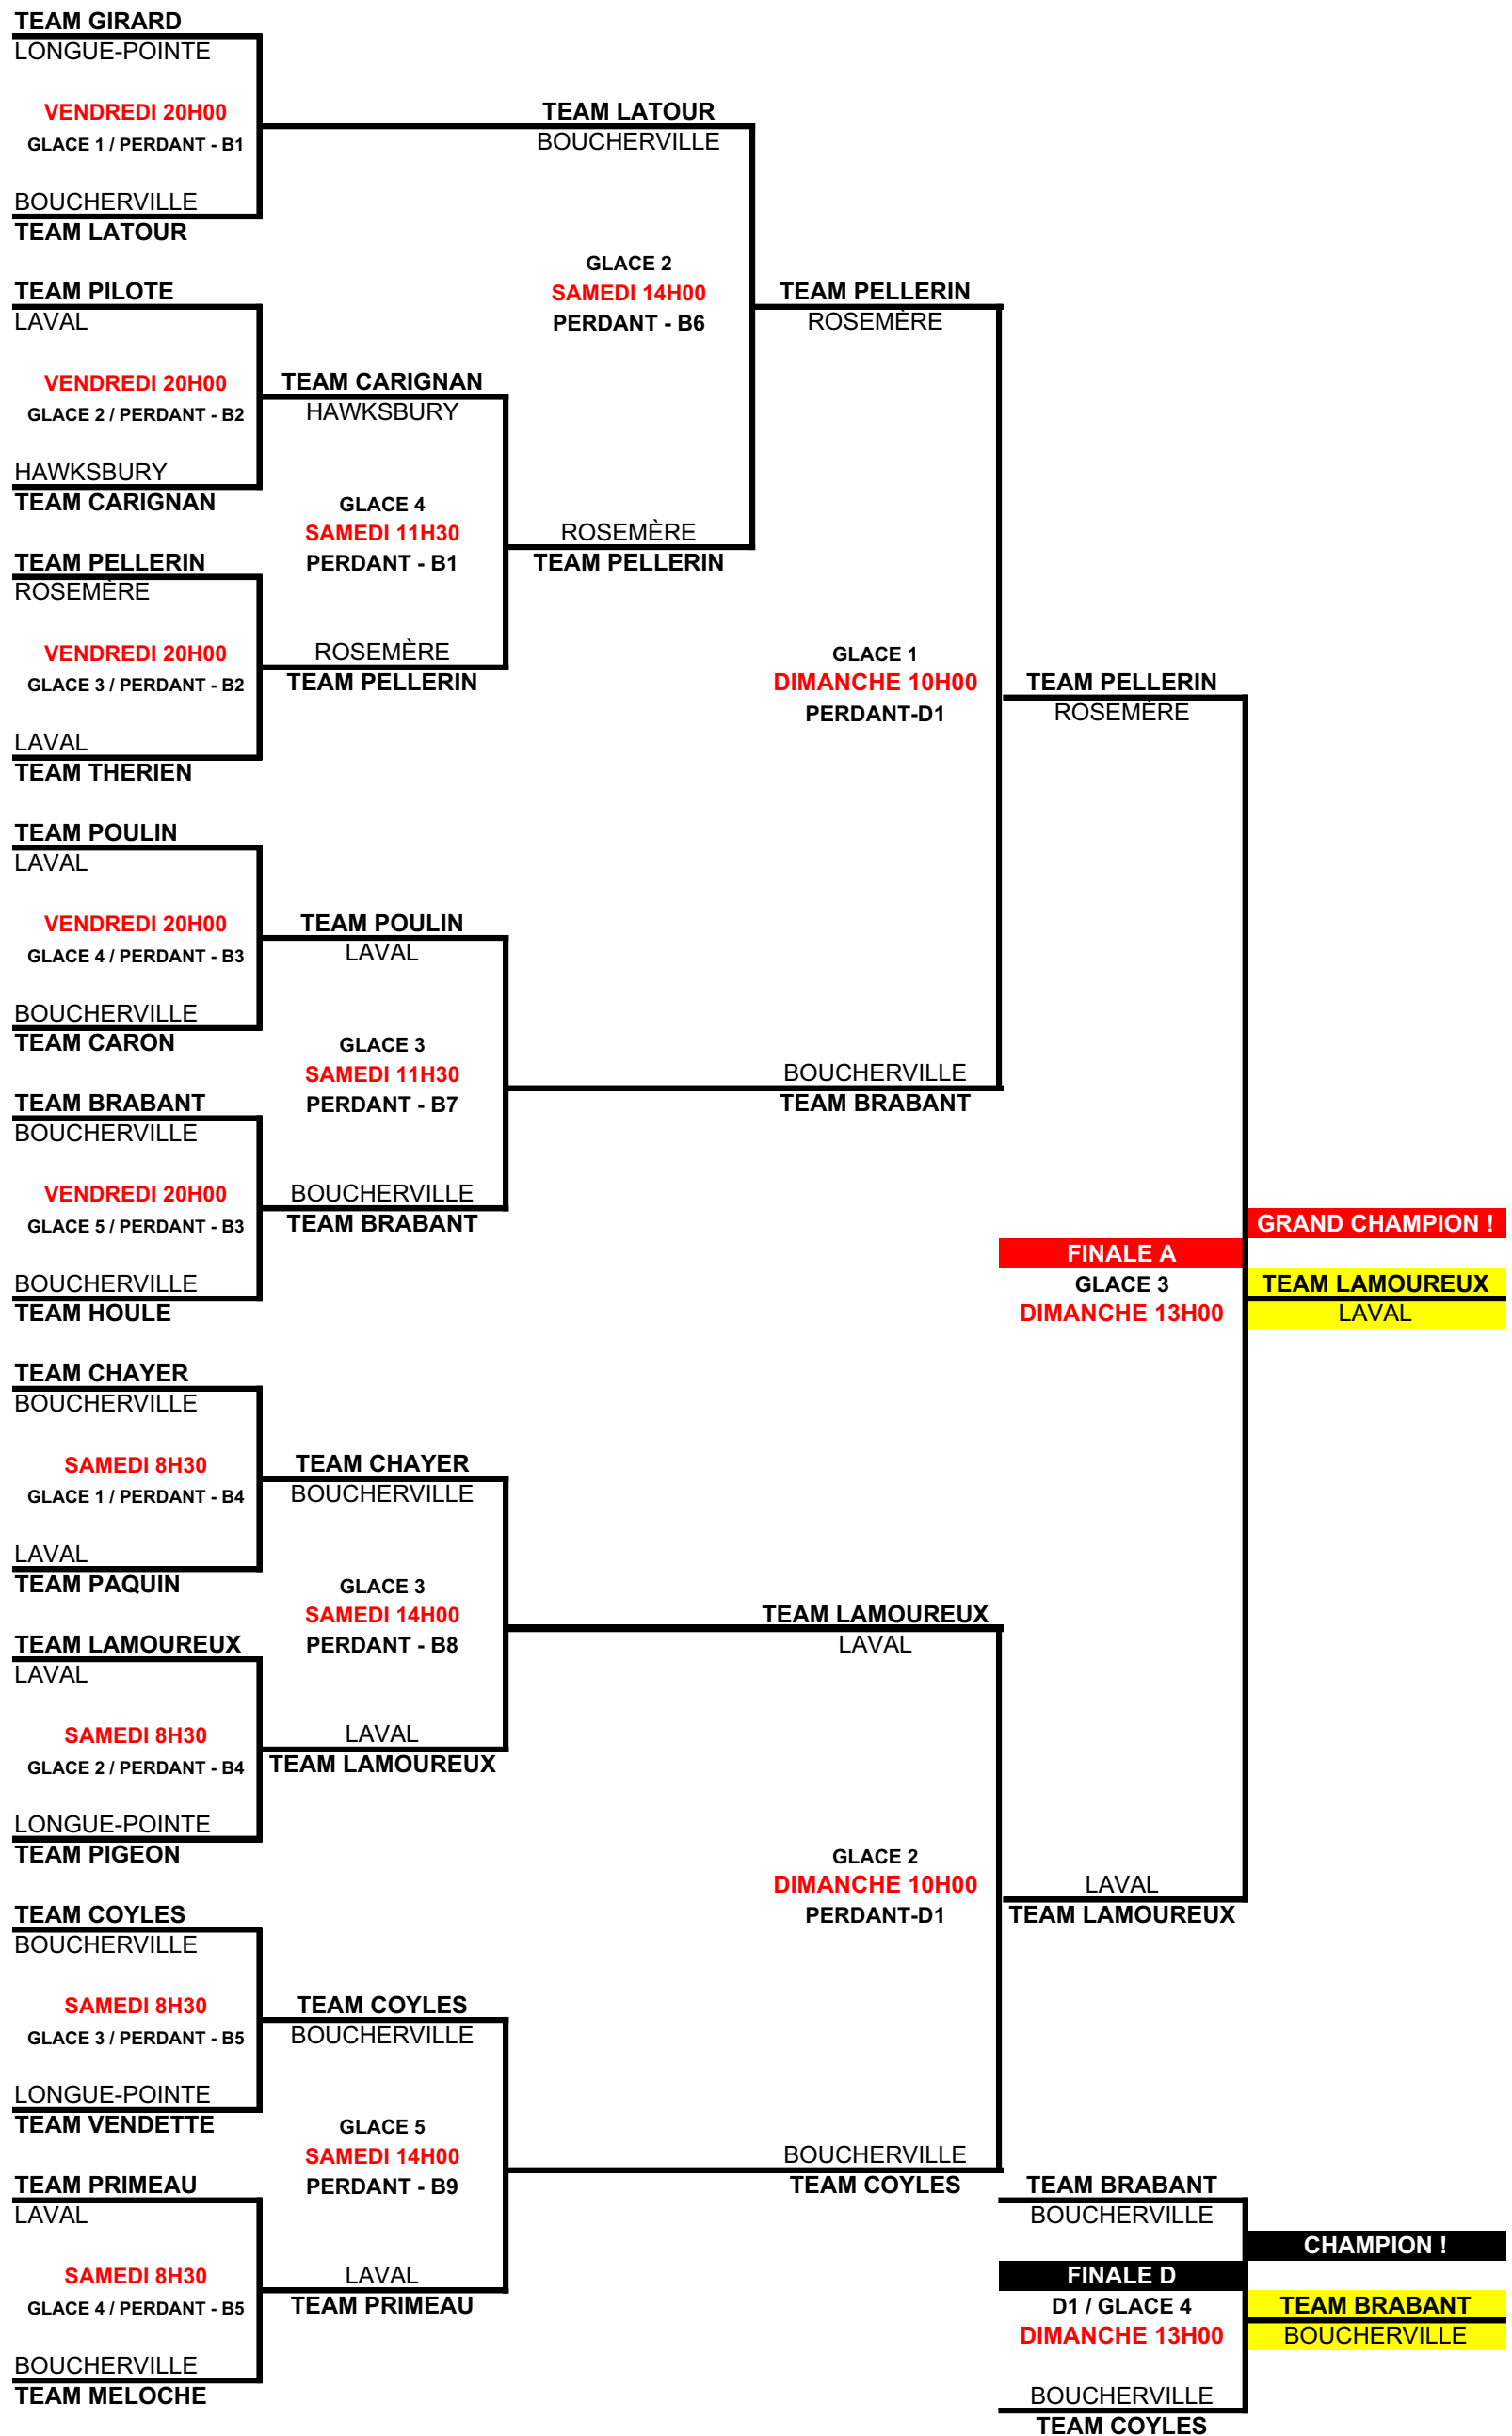 TEAM GIRARD
LONGUE-POINTE
VENDREDI 20H00
GLACE 1 / PERDANT - B1
BOUCHERVILLE
TEAM LATOUR
TEAM PILOTE
LAVAL
VENDREDI 20H00
GLACE 2 / PERDANT - B2
HAWKSBURY
TEAM CARIGNAN
TEAM PELLERIN
ROSEMÈRE
VENDREDI 20H00
GLACE 3 / PERDANT - B2
LAVAL
TEAM THERIEN
TEAM POULIN
LAVAL
VENDREDI 20H00
GLACE 4 / PERDANT - B3
BOUCHERVILLE
TEAM CARON
TEAM BRABANT
BOUCHERVILLE
VENDREDI 20H00
GLACE 5 / PERDANT - B3
BOUCHERVILLE
TEAM HOULE
TEAM CHAYER
BOUCHERVILLE
SAMEDI 8H30
GLACE 1 / PERDANT - B4
LAVAL
TEAM PAQUIN
TEAM LAMOUREUX
LAVAL
SAMEDI 8H30
GLACE 2 / PERDANT - B4
LONGUE-POINTE
TEAM PIGEON
TEAM COYLES
BOUCHERVILLE
SAMEDI 8H30
GLACE 3 / PERDANT - B5
LONGUE-POINTE
TEAM VENDETTE
TEAM PRIMEAU
LAVAL
SAMEDI 8H30
GLACE 4 / PERDANT - B5
BOUCHERVILLE
TEAM MELOCHE
TEAM CARIGNAN
HAWKSBURY
GLACE 4
SAMEDI 11H30
PERDANT - B1
ROSEMÈRE
TEAM PELLERIN
TEAM POULIN
LAVAL
GLACE 3
SAMEDI 11H30
PERDANT - B7
BOUCHERVILLE
TEAM BRABANT
TEAM CHAYER
BOUCHERVILLE
GLACE 3
SAMEDI 14H00
PERDANT - B8
LAVAL
TEAM LAMOUREUX
TEAM COYLES
BOUCHERVILLE
GLACE 5
SAMEDI 14H00
PERDANT - B9
LAVAL
TEAM PRIMEAU
TEAM LATOUR
BOUCHERVILLE
GLACE 2
SAMEDI 14H00
PERDANT - B6
ROSEMÈRE
TEAM PELLERIN
TEAM PELLERIN
ROSEMÈRE
GLACE 1
DIMANCHE 10H00
PERDANT-D1
BOUCHERVILLE
TEAM BRABANT
TEAM LAMOUREUX
LAVAL
GLACE 2
DIMANCHE 10H00
PERDANT-D1
BOUCHERVILLE
TEAM COYLES
TEAM PELLERIN
ROSEMÈRE
FINALE A
GLACE 3
DIMANCHE 13H00
LAVAL
TEAM LAMOUREUX
GRAND CHAMPION !
TEAM LAMOUREUX
LAVAL
TEAM BRABANT
BOUCHERVILLE
FINALE D
D1 / GLACE 4
DIMANCHE 13H00
BOUCHERVILLE
TEAM COYLES
CHAMPION !
TEAM BRABANT
BOUCHERVILLE